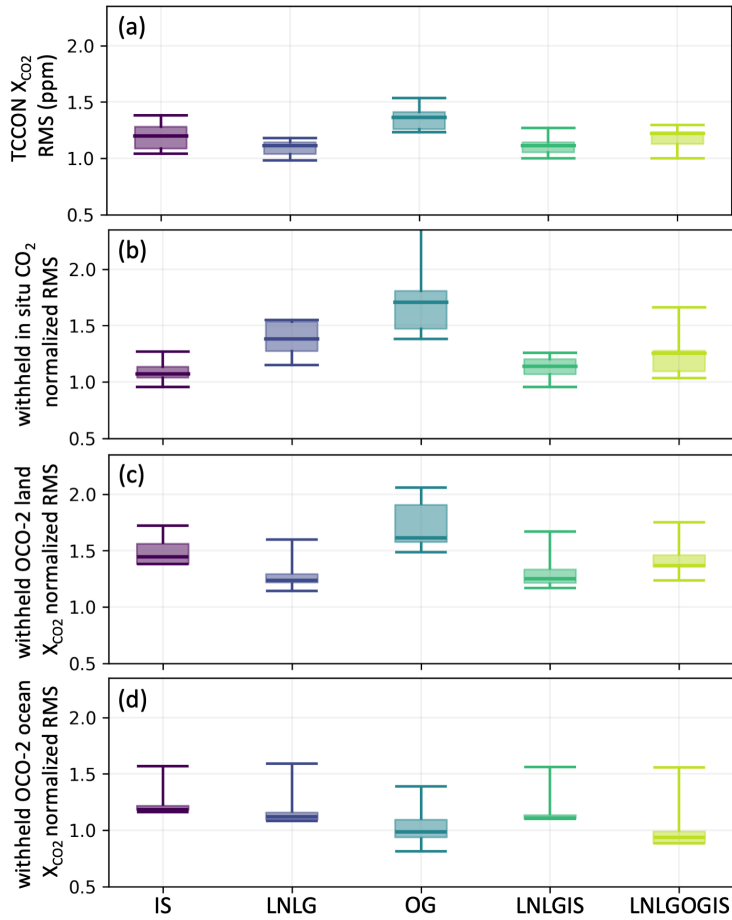 (a)
TCCON X_CO2
RMS (ppm)
2.0
1.5
1.0
0.5
(b)
withheld in situ CO₂
normalized RMS
2.0
1.5
1.0
0.5
(c)
withheld OCO-2 land
X_CO2 normalized RMS
2.0
1.5
1.0
0.5
(d)
withheld OCO-2 ocean
X_CO2 normalized RMS
2.0
1.5
1.0
0.5
IS LNLG OG LNLGIS LNLGOGIS